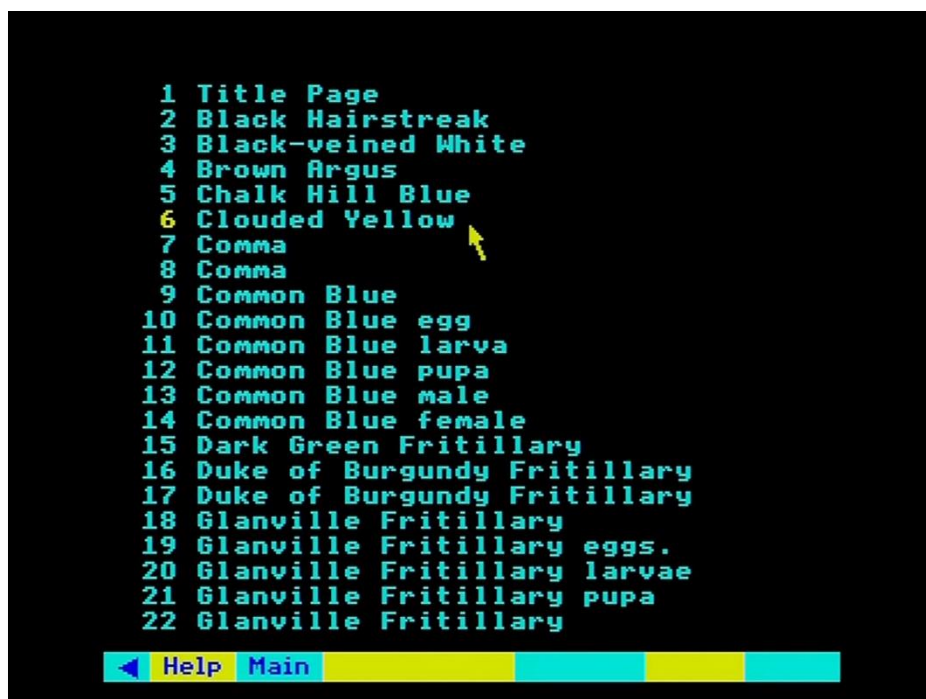 1 Title Page
2 Black Hairstreak
3 Black-veined White
4 Brown Argus
5 Chalk Hill Blue
6 Clouded Yellow
7 Comma
8 Comma
9 Common Blue
10 Common Blue egg
11 Common Blue larva
12 Common Blue pupa
13 Common Blue male
14 Common Blue female
15 Dark Green Fritillary
16 Duke of Burgundy Fritillary
17 Duke of Burgundy Fritillary
18 Glanville Fritillary
19 Glanville Fritillary eggs.
20 Glanville Fritillary larvae
21 Glanville Fritillary pupa
22 Glanville Fritillary
Help Main